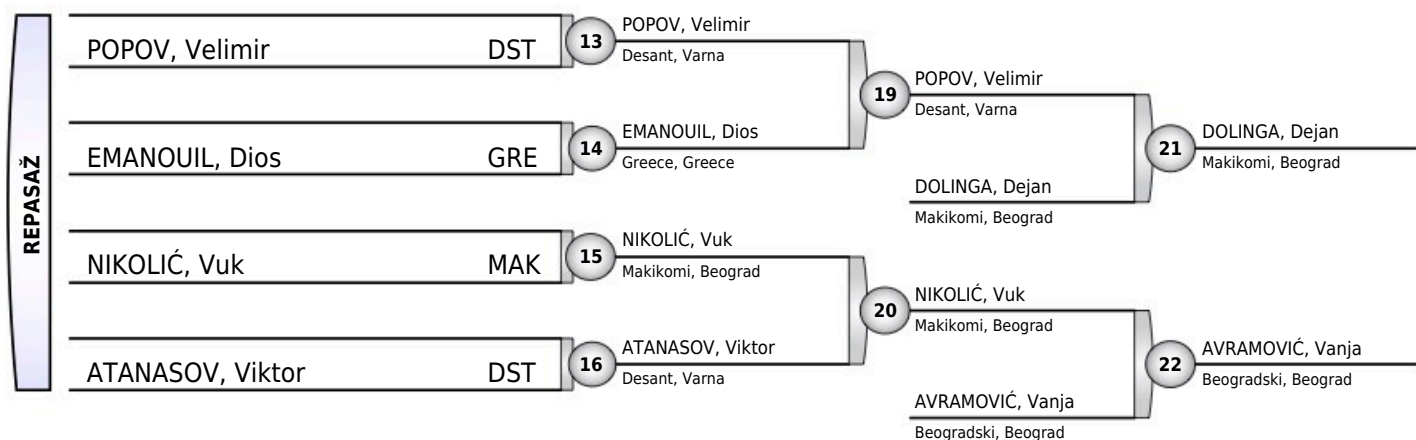 REPASAŽ
POPOV, Velimir DST
13
POPOV, Velimir
Desant, Varna
EMANOUIL, Dios GRE
14
EMANOUIL, Dios
Greece, Greece
19
POPOV, Velimir
Desant, Varna
DOLINGA, Dejan
Makikomi, Beograd
21
DOLINGA, Dejan
Makikomi, Beograd
NIKOLIĆ, Vuk MAK
15
NIKOLIĆ, Vuk
Makikomi, Beograd
ATANASOV, Viktor DST
16
ATANASOV, Viktor
Desant, Varna
20
NIKOLIĆ, Vuk
Makikomi, Beograd
AVRAMOVIĆ, Vanja
Beogradski, Beograd
22
AVRAMOVIĆ, Vanja
Beogradski, Beograd